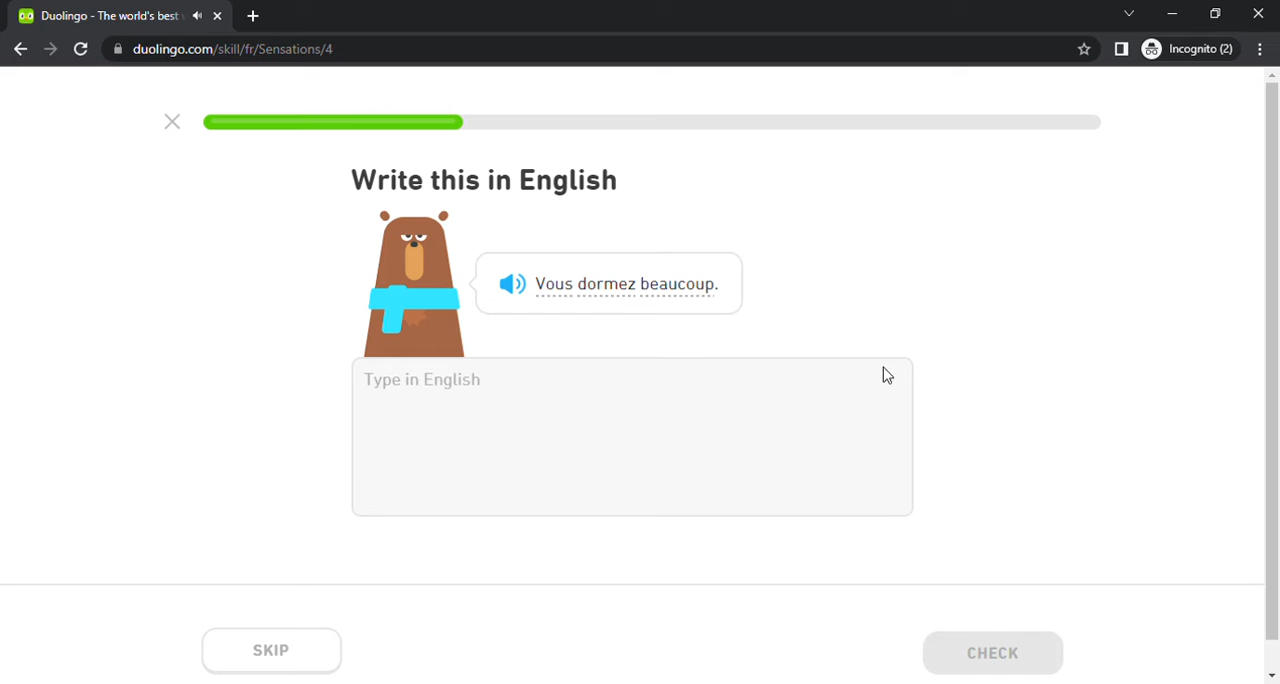 Duolingo - The world's best
duolingo.com/skill/fr/Sensations/4
Incognito (2)
Write this in English
Vous dormez beaucoup.
Type in English
SKIP
CHECK